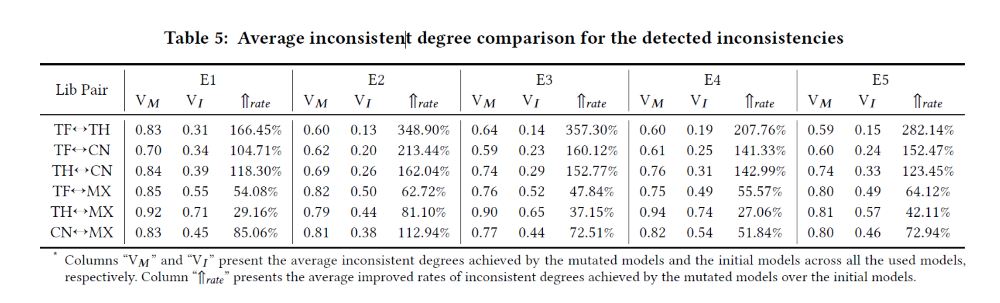 Table 5: Average inconsistent degree comparison for the detected inconsistencies
Lib Pair E1 E2 E3 E4 E5
V_M V_I ⇑rate V_M V_I ⇑rate V_M V_I ⇑rate V_M V_I ⇑rate V_M V_I ⇑rate
TF↔TH 0.83 0.31 166.45% 0.60 0.13 348.90% 0.64 0.14 357.30% 0.60 0.19 207.76% 0.59 0.15 282.14%
TF↔CN 0.70 0.34 104.71% 0.62 0.20 213.44% 0.59 0.23 160.12% 0.61 0.25 141.33% 0.60 0.24 152.47%
TH↔CN 0.84 0.39 118.30% 0.69 0.26 162.04% 0.74 0.29 152.77% 0.76 0.31 142.99% 0.74 0.33 123.45%
TF↔MX 0.85 0.55 54.08% 0.82 0.50 62.72% 0.76 0.52 47.84% 0.75 0.49 55.57% 0.80 0.49 64.12%
TH↔MX 0.92 0.71 29.16% 0.79 0.44 81.10% 0.90 0.65 37.15% 0.94 0.74 27.06% 0.81 0.57 42.11%
CN↔MX 0.83 0.45 85.06% 0.81 0.38 112.94% 0.77 0.44 72.51% 0.82 0.54 51.84% 0.80 0.46 72.94%
* Columns “V_M” and “V_I” present the average inconsistent degrees achieved by the mutated models and the initial models across all the used models,
respectively. Column “⇑rate” presents the average improved rates of inconsistent degrees achieved by the mutated models over the initial models.